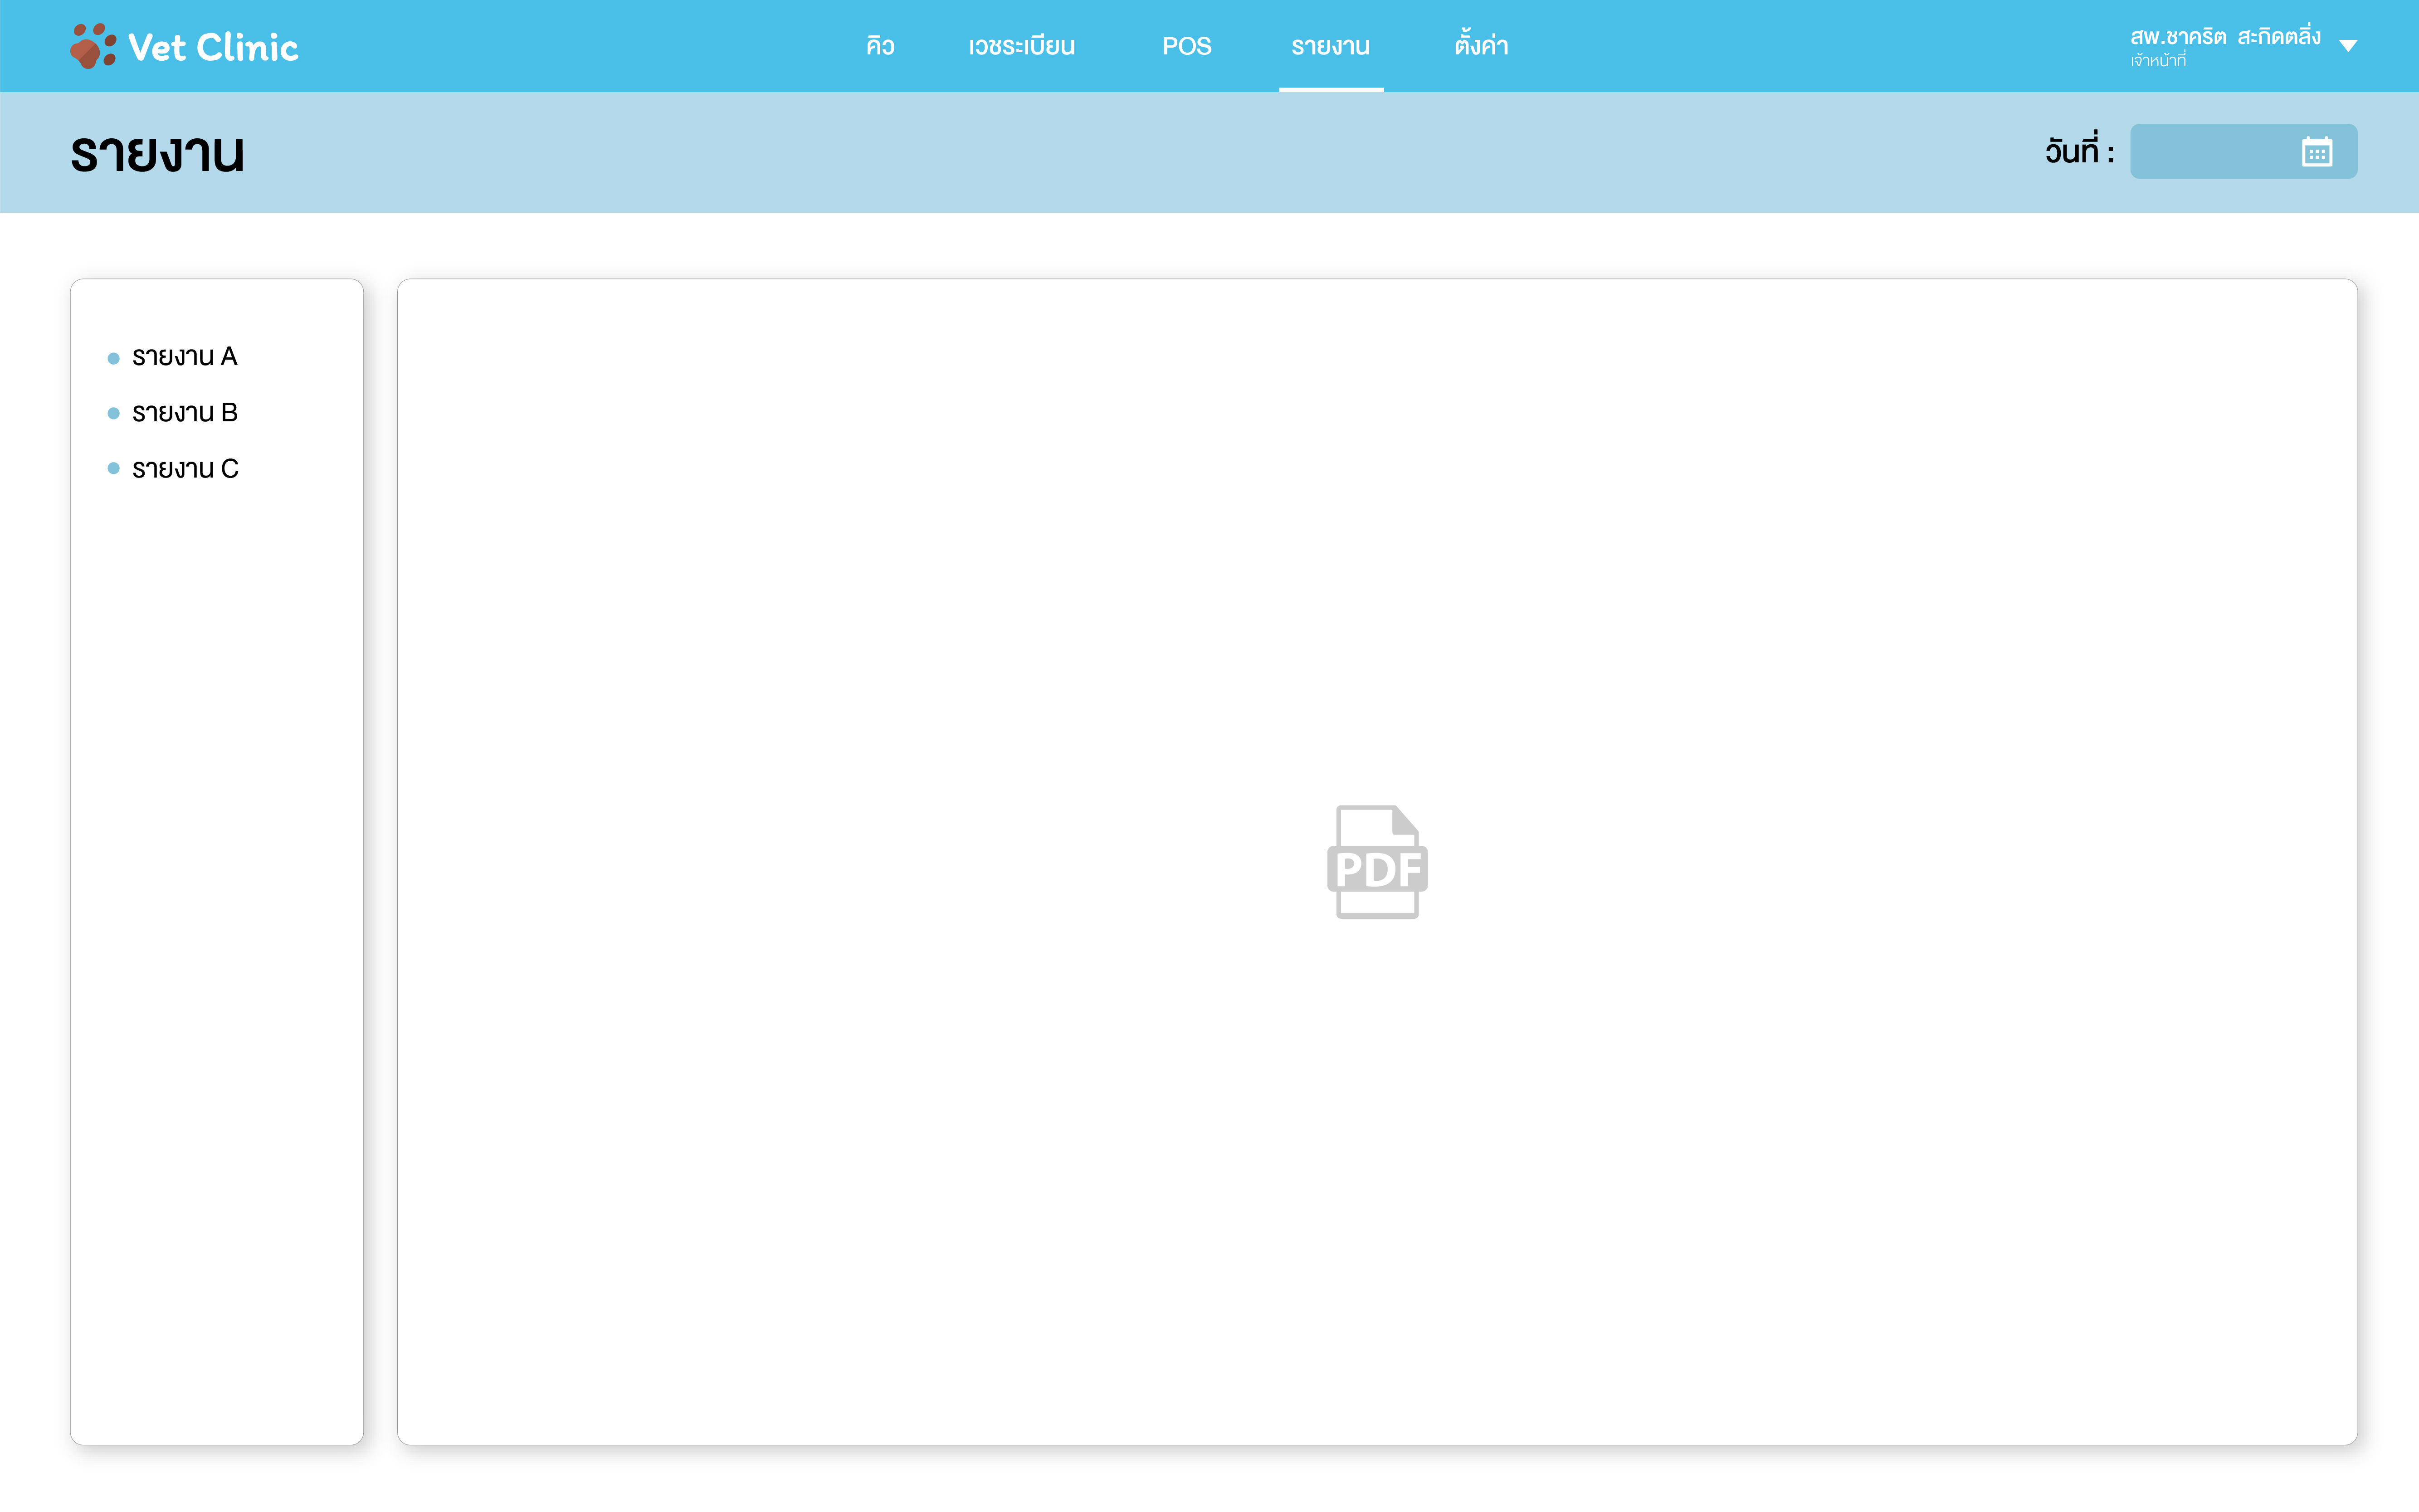 Vet Clinic
คิว
เวชระเบียน
POS
รายงาน
ตั้งค่า
สพ.ชาคริต สะกิดตลิ่ง
เจ้าหน้าที่
รายงาน
วันที่ :
รายงาน A
รายงาน B
รายงาน C
PDF